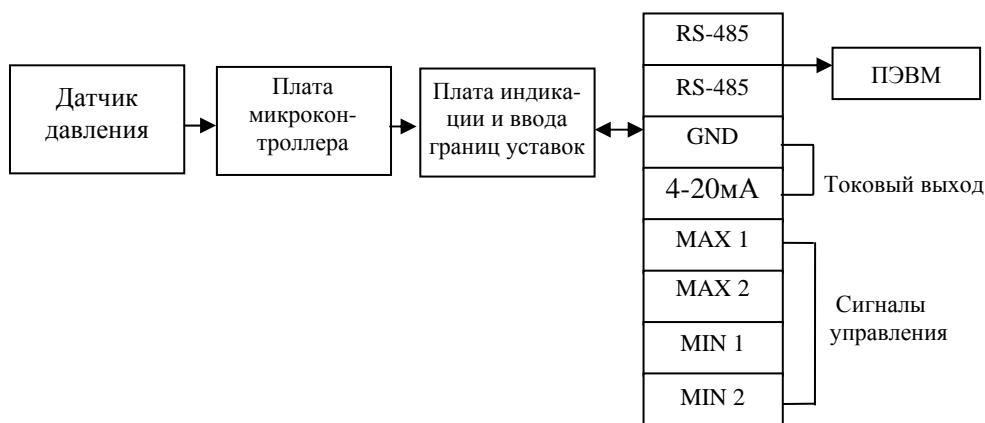 Датчик
давления
Плата
микрокон-
троллера
Плата индика-
ции и ввода
границ уставок
RS-485
RS-485
GND
4-20мА
MAX 1
MAX 2
MIN 1
MIN 2
ПЭВМ
Токовый выход
Сигналы
управления